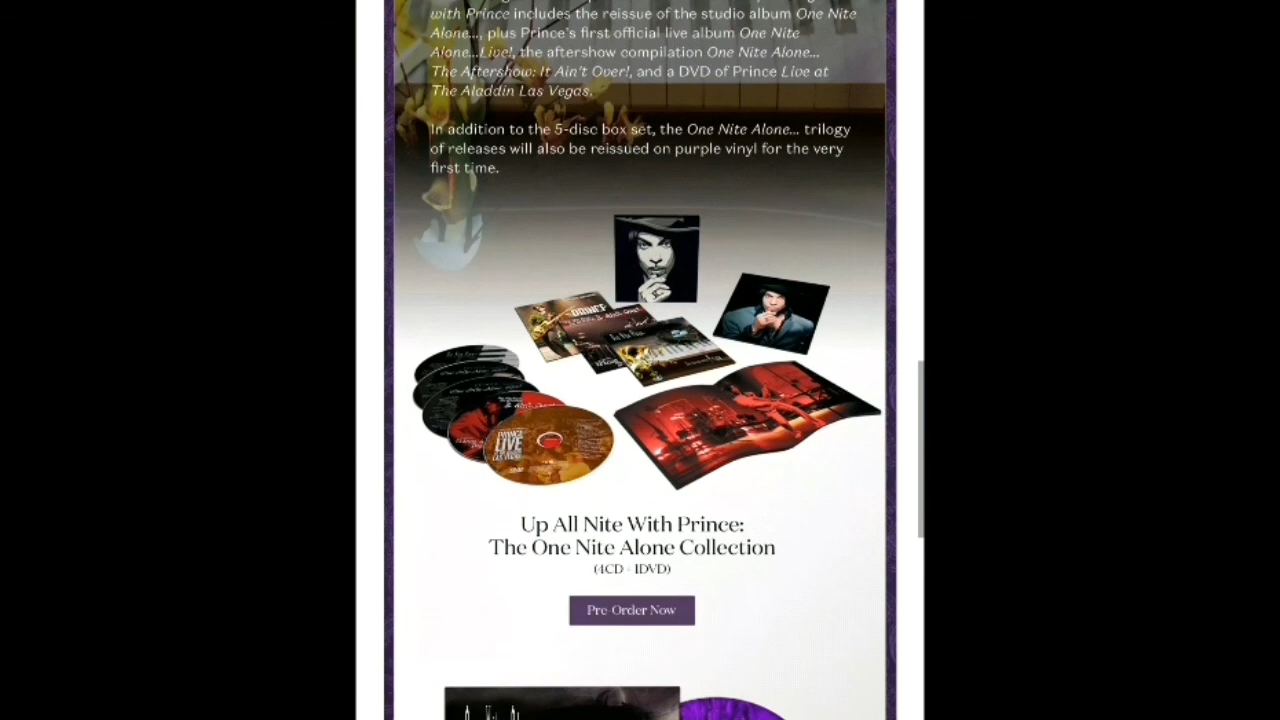 with Prince includes the reissue of the studio album One Nite
Alone..., plus Prince's first official live album One Nite
Alone...Live!, the aftershow compilation One Nite Alone...
The Aftershow: It Ain't Over!, and a DVD of Prince Live at
The Aladdin Las Vegas.
In addition to the 5-disc box set, the One Nite Alone... trilogy
of releases will also be reissued on purple vinyl for the very
first time.
PRINCE
LIVE
Up All Nite With Prince:
The One Nite Alone Collection
(4CD + 1DVD)
Pre-Order Now